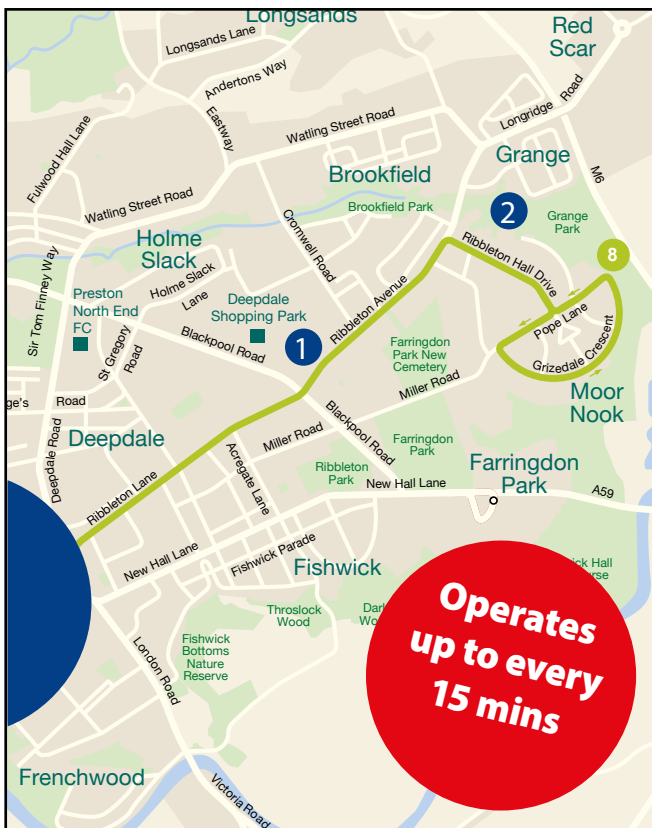 Longsands
Red
Scar
Longsands Lane
Andertons Way
Eastway
Longridge
Road
Watling Street Road
Fulwood Hall Lane
Grange
M6
Brookfield
Watling Street Road
Brookfield Park
2
Grange
Park
Cromwell Road
Holme
Slack
Ribbleton Hall Drive
8
Sir Tom Finney Way
Preston
North End
FC
Holme Slack
Lane
Deepdale
Shopping Park
Ribbleton Avenue
Pope Lane
St Gregory
Road
Blackpool Road
1
Farringdon
Park New
Cemetery
Grizedale Crescent
Moor
Nook
ge's
Road
Miller Road
Blackpool Road
Deepdale
Miller Road
Farringdon
Park
Deepdale Road
Acregate Lane
Ribbleton
Park
Farringdon
Park
Ribbleton Lane
New Hall Lane
A59
New Hall Lane
Fishwick Parade
Fishwick
Hall
Throslock
Wood
Operates
up to every
15 mins
Fishwick
Bottoms
Nature
Reserve
London Road
Frenchwood
Victoria Road